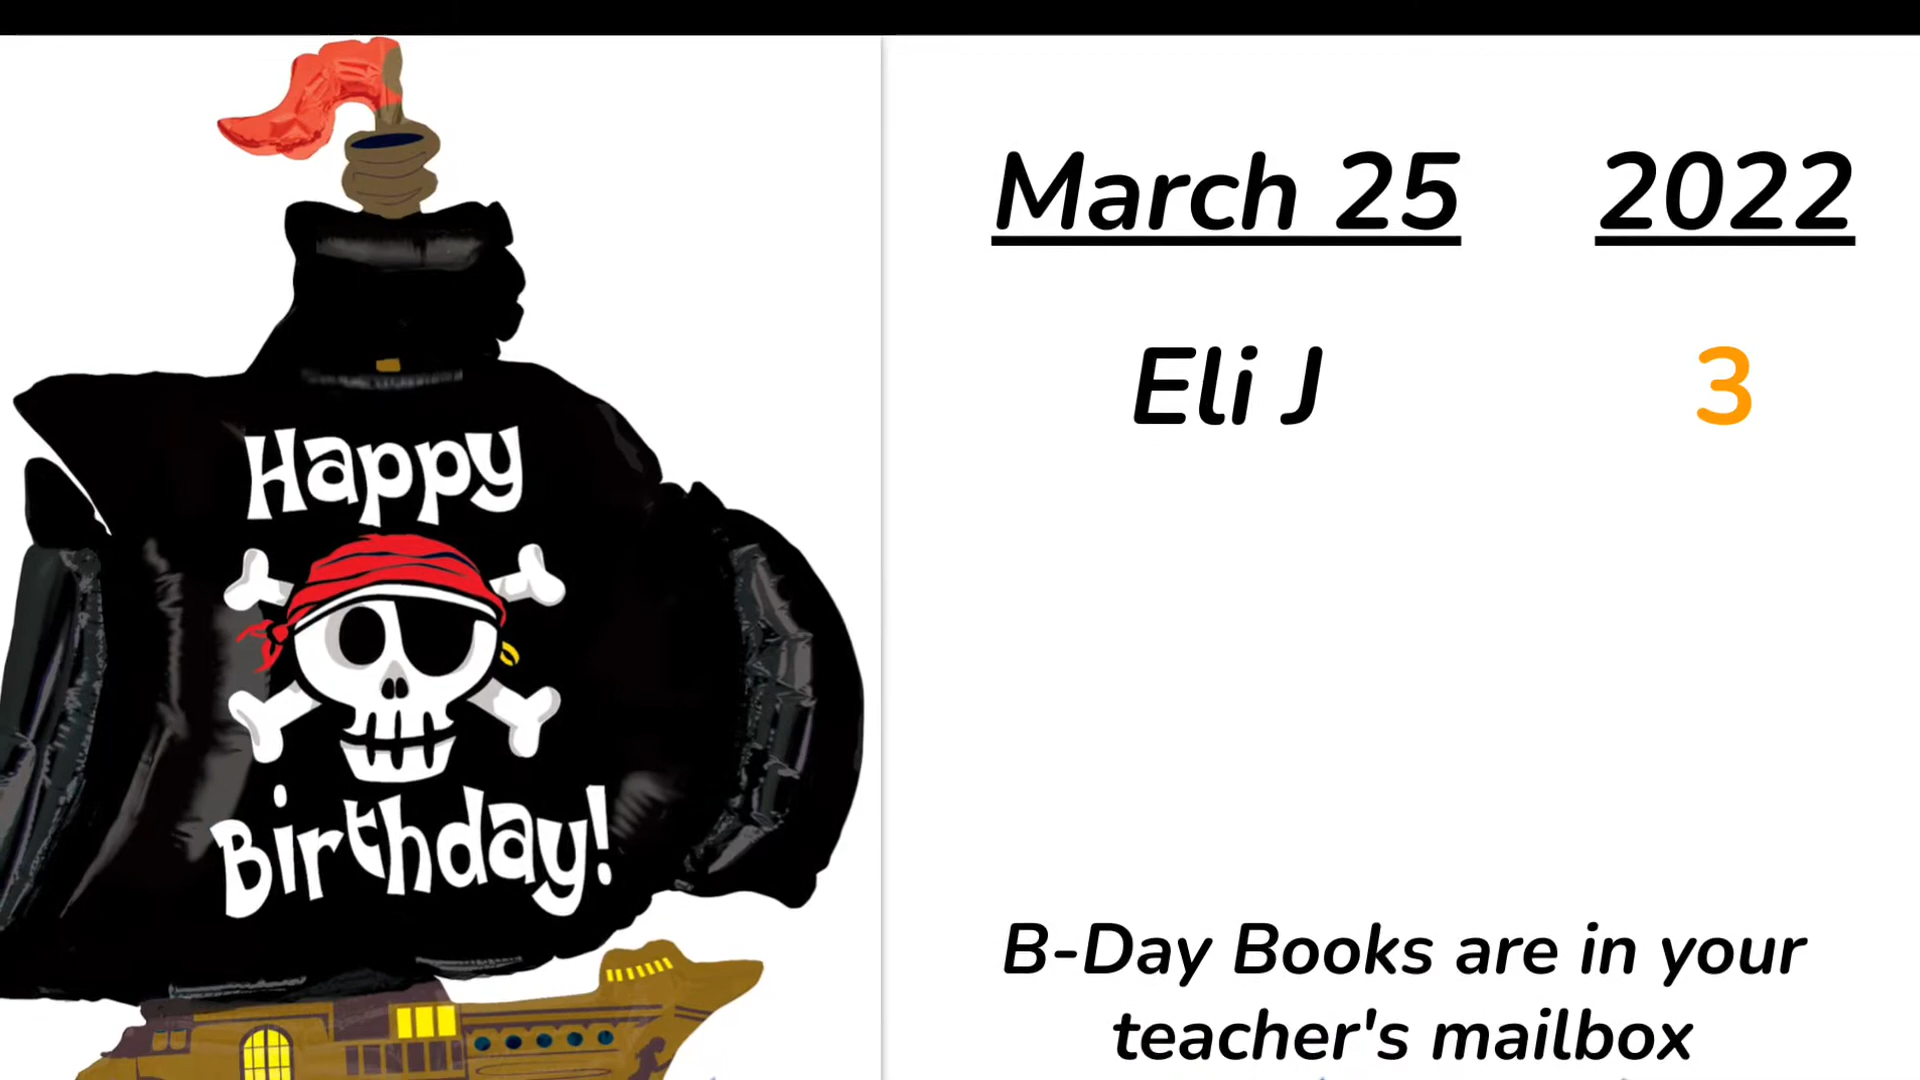 Happy
Birthday!
March 25 2022
Eli J 3
B-Day Books are in your
teacher's mailbox